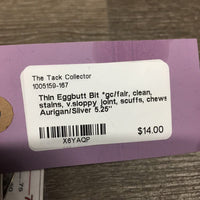 The Tack Collector
1005159-167
Thin Eggbutt Bit *gc/fair, clean,
stains, v.sloppy joint, scuffs, chews
Aurigan/Silver 5.25"
X6YAQP
$14.00